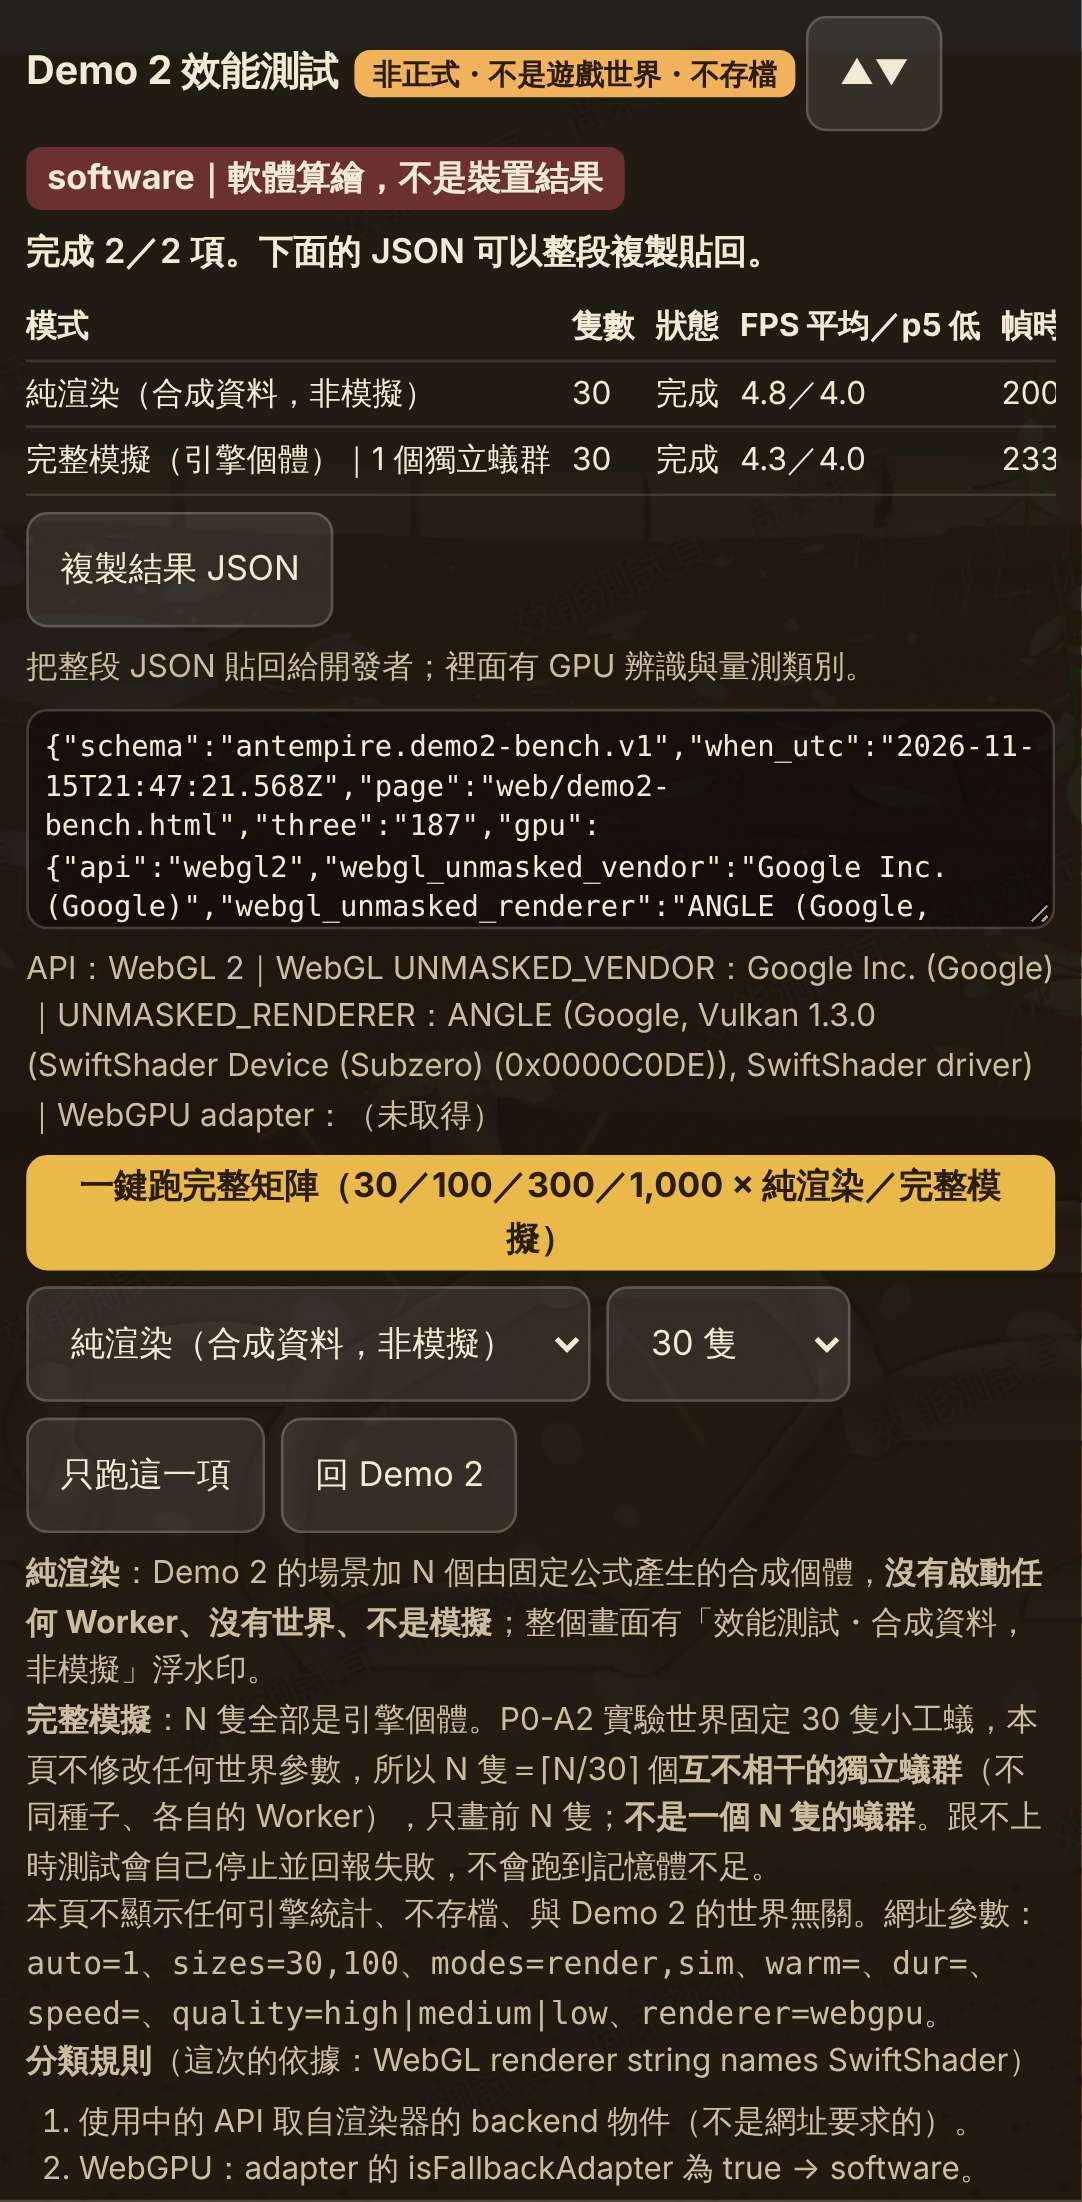 Demo 2 效能測試 非正式・不是遊戲世界・不存檔 ▲▼
software｜軟體算繪，不是裝置結果
完成 2／2 項。下面的 JSON 可以整段複製貼回。
模式 隻數 狀態 FPS 平均／p5 低 幀時
純渲染（合成資料，非模擬） 30 完成 4.8／4.0 200
完整模擬（引擎個體）｜1 個獨立蟻群 30 完成 4.3／4.0 233
複製結果 JSON
把整段 JSON 貼回給開發者；裡面有 GPU 辨識與量測類別。
{"schema":"antempire.demo2-bench.v1","when_utc":"2026-11-
15T21:47:21.568Z","page":"web/demo2-
bench.html","three":"187","gpu":
{"api":"webgl2","webgl_unmasked_vendor":"Google Inc.
(Google)","webgl_unmasked_renderer":"ANGLE (Google,
API：WebGL 2｜WebGL UNMASKED_VENDOR：Google Inc. (Google)
｜UNMASKED_RENDERER：ANGLE (Google, Vulkan 1.3.0
(SwiftShader Device (Subzero) (0x0000C0DE)), SwiftShader driver)
｜WebGPU adapter：（未取得）
一鍵跑完整矩陣（30／100／300／1,000 × 純渲染／完整模
擬）
純渲染（合成資料，非模擬） 30 隻
只跑這一項 回 Demo 2
純渲染：Demo 2 的場景加 N 個由固定公式產生的合成個體，沒有啟動任
何 Worker、沒有世界、不是模擬；整個畫面有「效能測試・合成資料，
非模擬」浮水印。
完整模擬：N 隻全部是引擎個體。P0-A2 實驗世界固定 30 隻小工蟻，本
頁不修改任何世界參數，所以 N 隻＝⌈N/30⌉ 個互不相干的獨立蟻群（不
同種子、各自的 Worker），只畫前 N 隻；不是一個 N 隻的蟻群。跟不上
時測試會自己停止並回報失敗，不會跑到記憶體不足。
本頁不顯示任何引擎統計、不存檔、與 Demo 2 的世界無關。網址參數：
auto=1、sizes=30,100、modes=render,sim、warm=、dur=、
speed=、quality=high|medium|low、renderer=webgpu。
分類規則（這次的依據：WebGL renderer string names SwiftShader）
1. 使用中的 API 取自渲染器的 backend 物件（不是網址要求的）。
2. WebGPU：adapter 的 isFallbackAdapter 為 true → software。